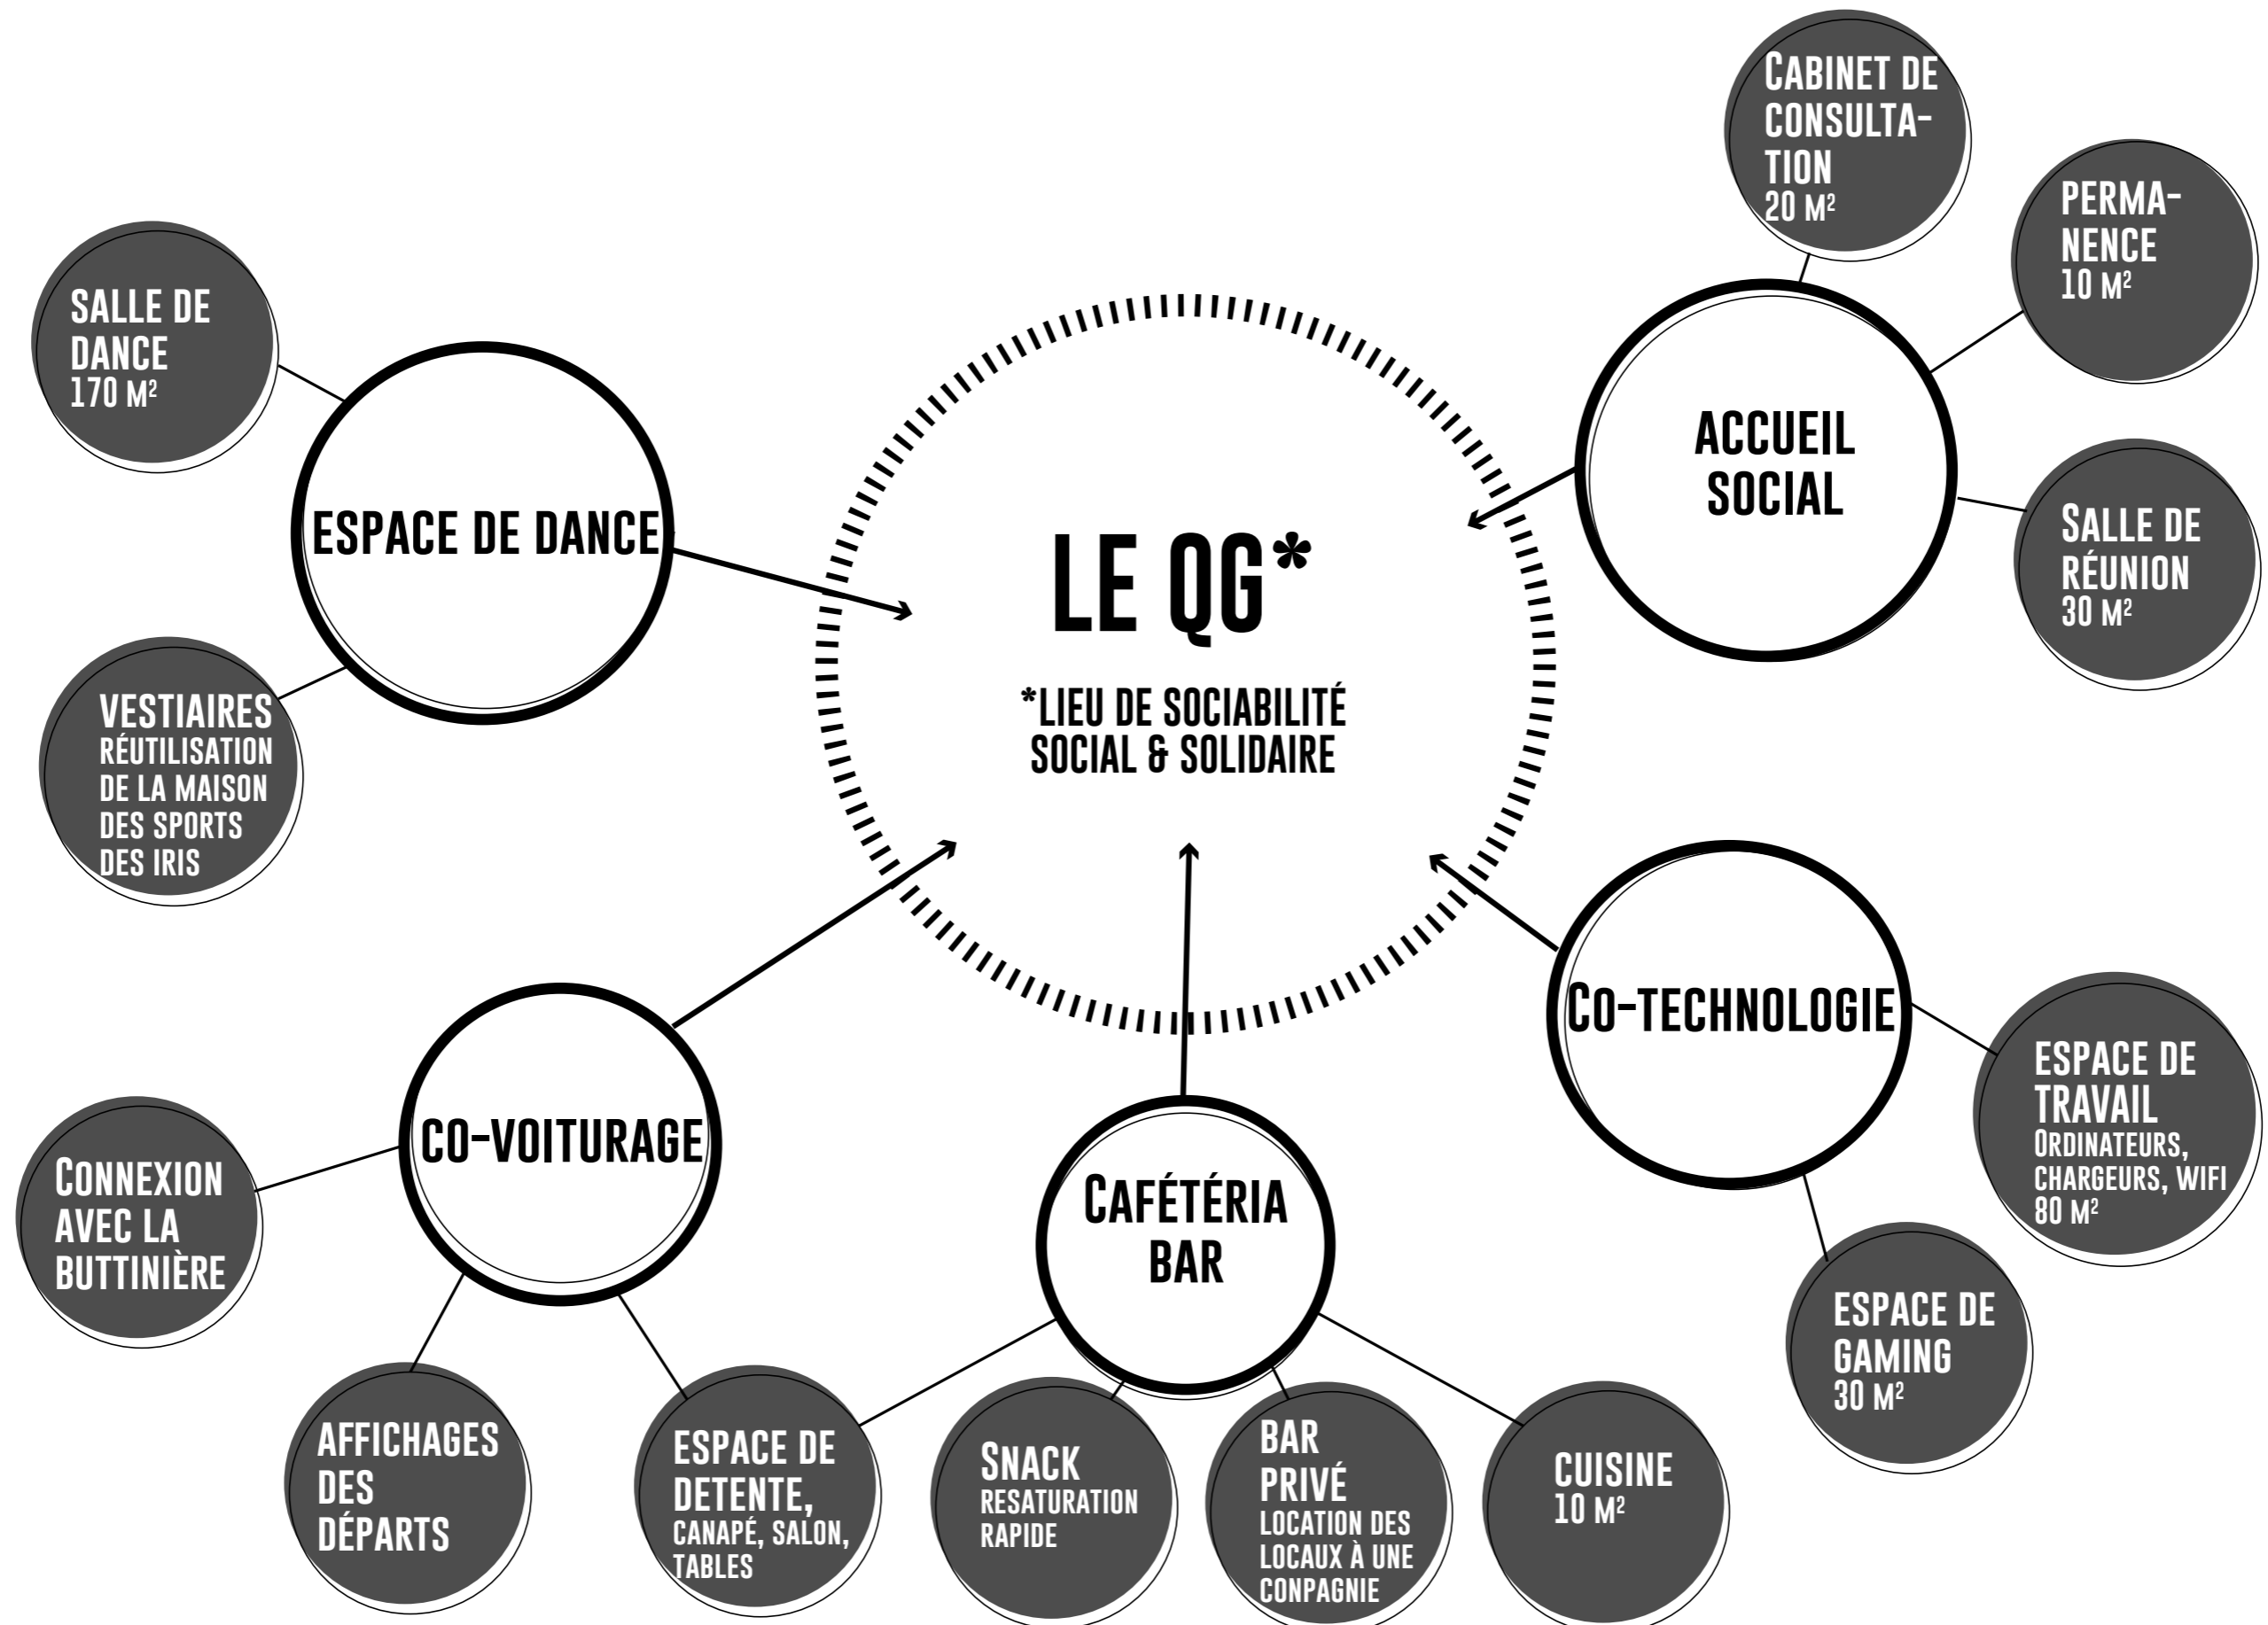 LE QG*
*LIEU DE SOCIABILITÉ
SOCIAL & SOLIDAIRE
ESPACE DE DANCE
SALLE DE
DANCE
170 M²
VESTIAIRES
RÉUTILISATION
DE LA MAISON
DES SPORTS
DES IRIS
ACCUEIL
SOCIAL
CABINET DE
CONSULTA-
TION
20 M²
PERMA-
NENCE
10 M²
SALLE DE
RÉUNION
30 M²
CO-TECHNOLOGIE
ESPACE DE
TRAVAIL
ORDINATEURS,
CHARGEURS, WIFI
80 M²
ESPACE DE
GAMING
30 M²
CO-VOITURAGE
CONNEXION
AVEC LA
BUTTINIÈRE
AFFICHAGES
DES
DÉPARTS
ESPACE DE
DETENTE,
CANAPÉ, SALON,
TABLES
CAFÉTÉRIA
BAR
SNACK
RESATURATION
RAPIDE
BAR
PRIVÉ
LOCATION DES
LOCAUX À UNE
CONPAGNIE
CUISINE
10 M²